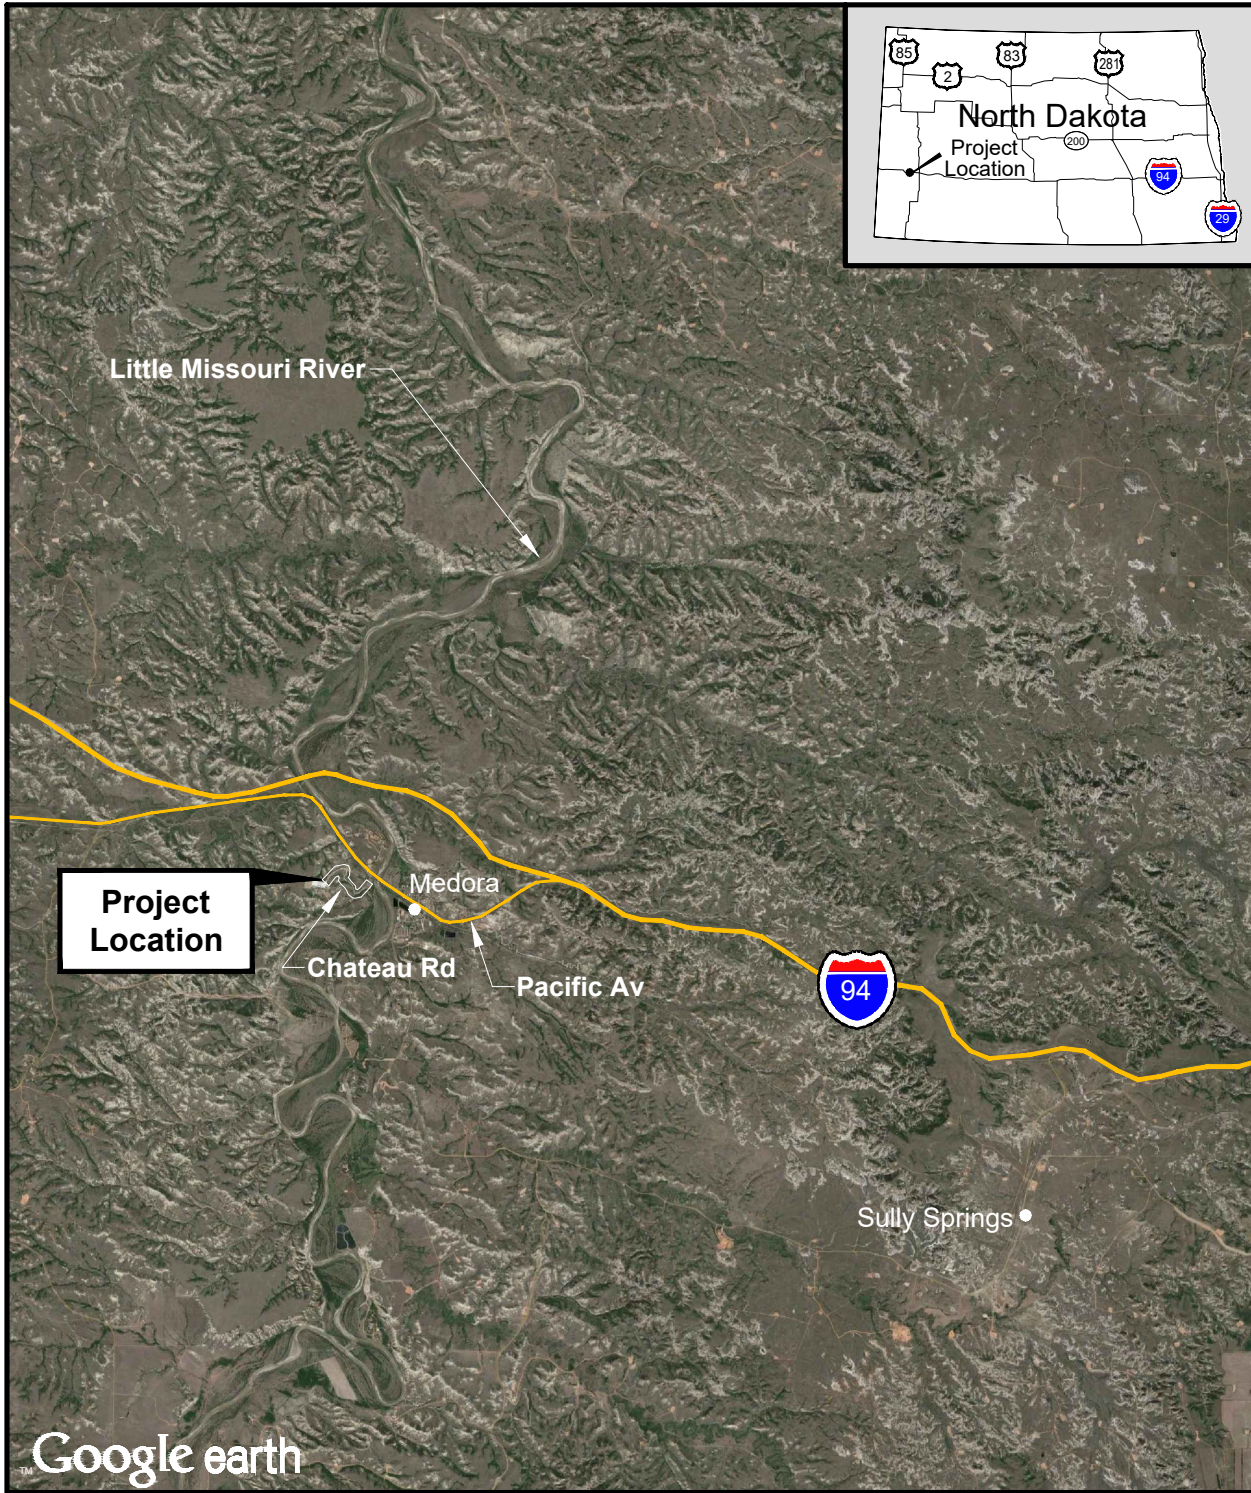 85
83
281
2
North Dakota
200
Project
Location
94
29
Little Missouri River
Medora
Project
Location
Chateau Rd
Pacific Av
94
Sully Springs
™ Google earth